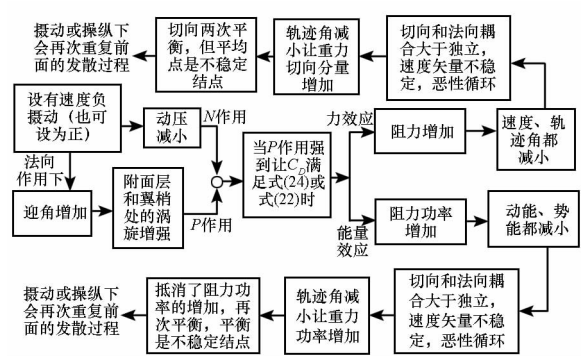 摄动或操纵下
会再次重复前
面的发散过程
切向两次平
衡，但平均
点是不稳定
结点
轨迹角减
小让重力
切向分量
增加
切向和法向耦
合大于独立，
速度矢量不稳
定，恶性循环
设有速度负
摄动（也可
设为正）
动压
减小
N作用
法向
作用下
迎角增加
附面层
和翼梢
处的涡
旋增强
P作用
当P作用强
到让CD满
足式(24)或
式(22)时
力效应
阻力增加
速度、轨
迹角都
减小
能量
效应
阻力功率
增加
动能、势
能都减小
摄动或操纵下
会再次重复前
面的发散过程
抵消了阻力功
率的增加，再
次平衡，平衡
是不稳定结点
轨迹角减
小让重力
功率增加
切向和法向耦
合大于独立，
速度矢量不稳
定，恶性循环